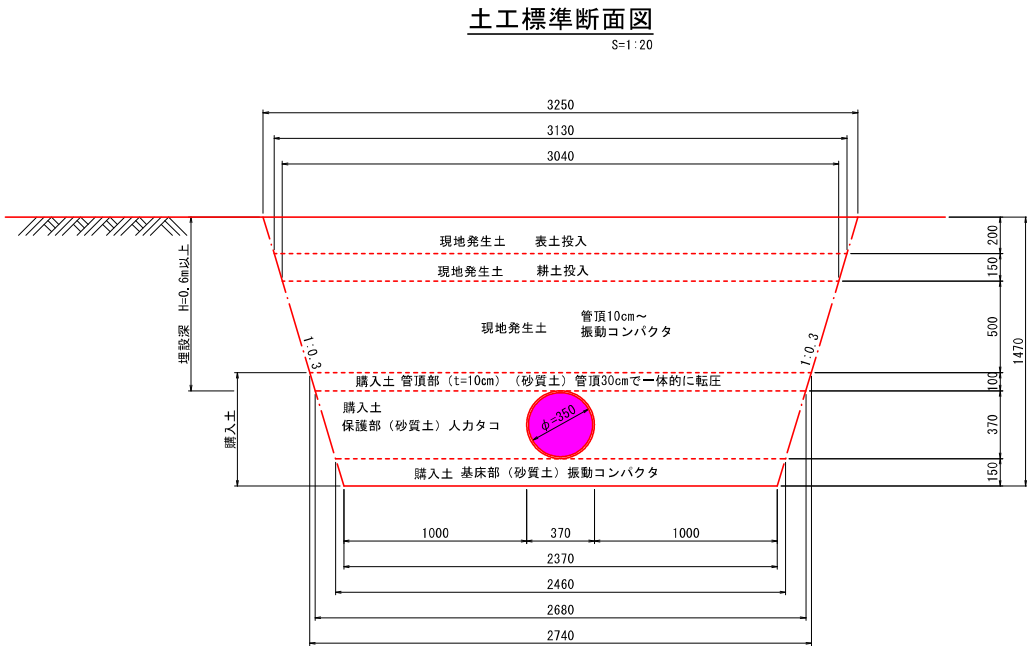 土工標準断面図
S=1:20
3250
3130
3040
現地発生土 表土投入
200
現地発生土 耕土投入
150
埋設深 H=0.6m以上
現地発生土
管頂10cm～
振動コンパクタ
500
1470
1:0.3
1:0.3
購入土 管頂部（t=10cm）（砂質土）管頂30cmで一体的に転圧
100
購入土
購入土
保護部（砂質土）人力タコ
φ=350
370
購入土 基床部（砂質土）振動コンパクタ
150
1000
370
1000
2370
2460
2680
2740